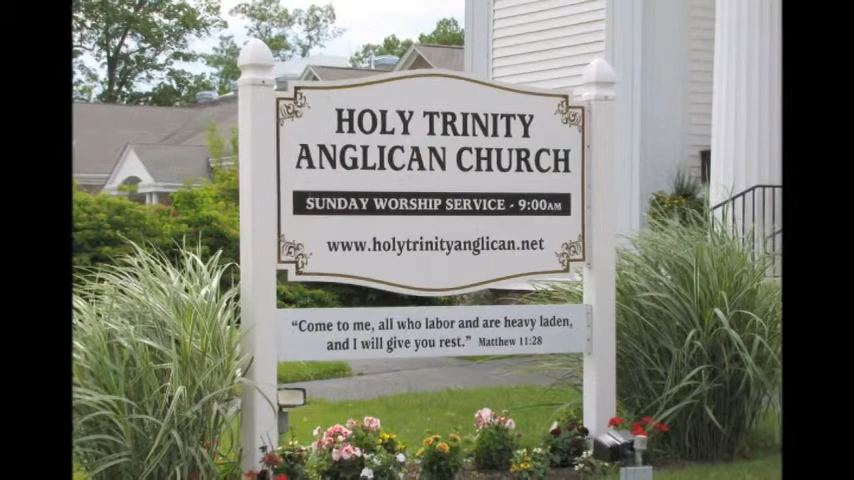 HOLY TRINITY
ANGLICAN CHURCH
SUNDAY WORSHIP SERVICE - 9:00AM
www.holytrinityanglican.net
“Come to me, all who labor and are heavy laden,
and I will give you rest.” Matthew 11:28